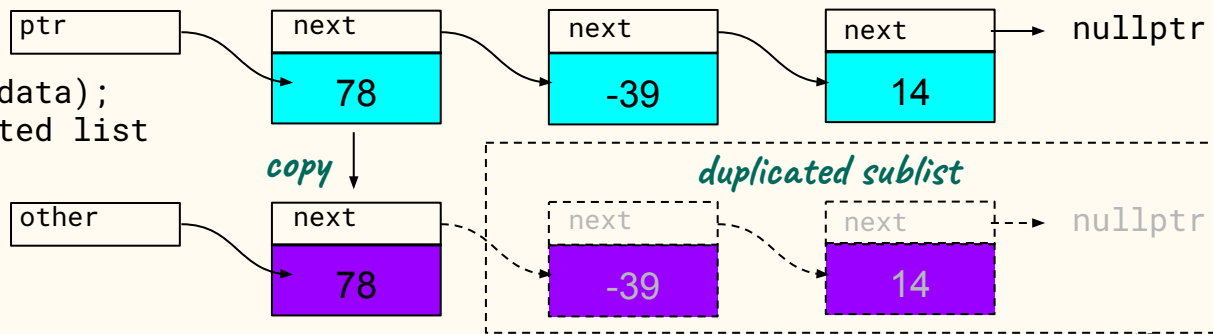 ptr next next next nullptr
78 -39 14
data);
ted list
copy duplicated sublist
other next next next nullptr
78 -39 14